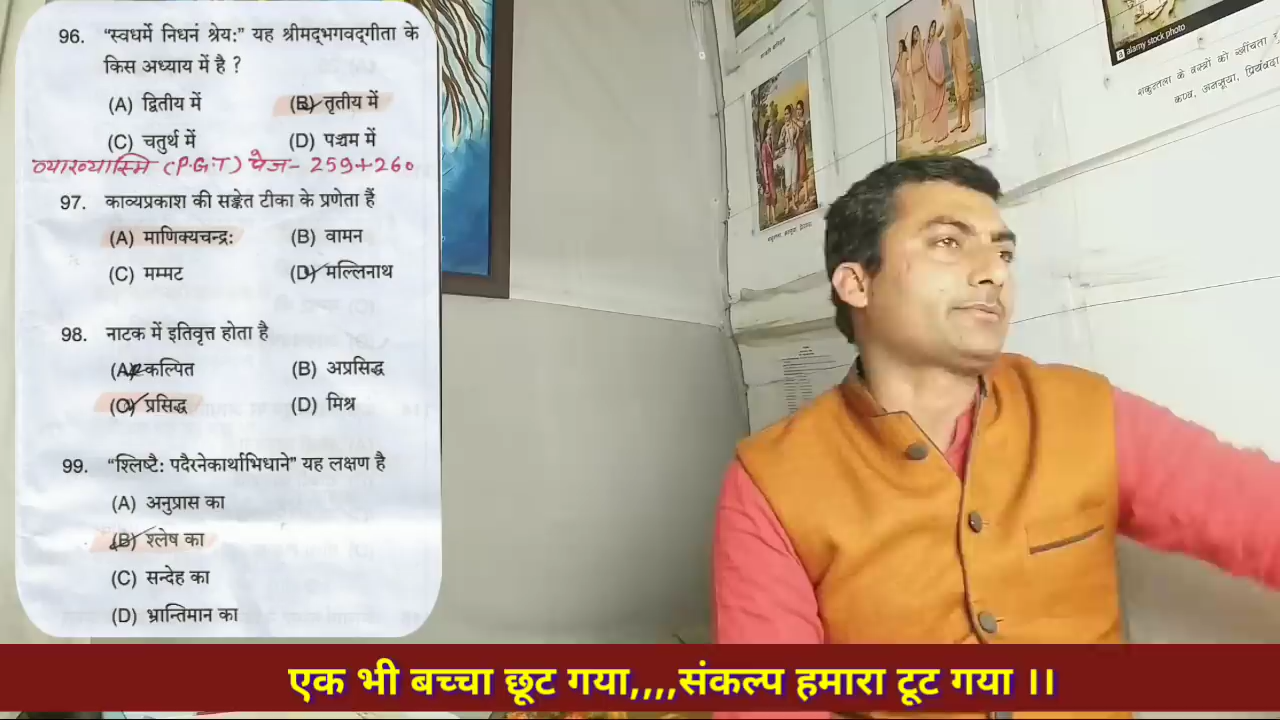 96. "स्वधर्मे निधनं श्रेय:" यह श्रीमद्भगवद्गीता के
किस अध्याय में है ?
(A) द्वितीय में (B) तृतीय में
(C) चतुर्थ में (D) पञ्चम में
व्याख्यास्मि (P.G.T) पेज- 259+260
97. काव्यप्रकाश की सङ्केत टीका के प्रणेता हैं
(A) माणिक्यचन्द्र: (B) वामन
(C) मम्मट (D) मल्लिनाथ
98. नाटक में इतिवृत्त होता है
(A) कल्पित (B) अप्रसिद्ध
(C) प्रसिद्ध (D) मिश्र
99. "श्लिष्टै: पदैरनेकार्थाभिधाने" यह लक्षण है
(A) अनुप्रास का
(B) श्लेष का
(C) सन्देह का
(D) भ्रान्तिमान का
a alamy stock photo
शकुन्तला के वस्त्रों को खींचता
कण्व, अनसूया, प्रियंवदा
एक भी बच्चा छूट गया,,,,संकल्प हमारा टूट गया ।।